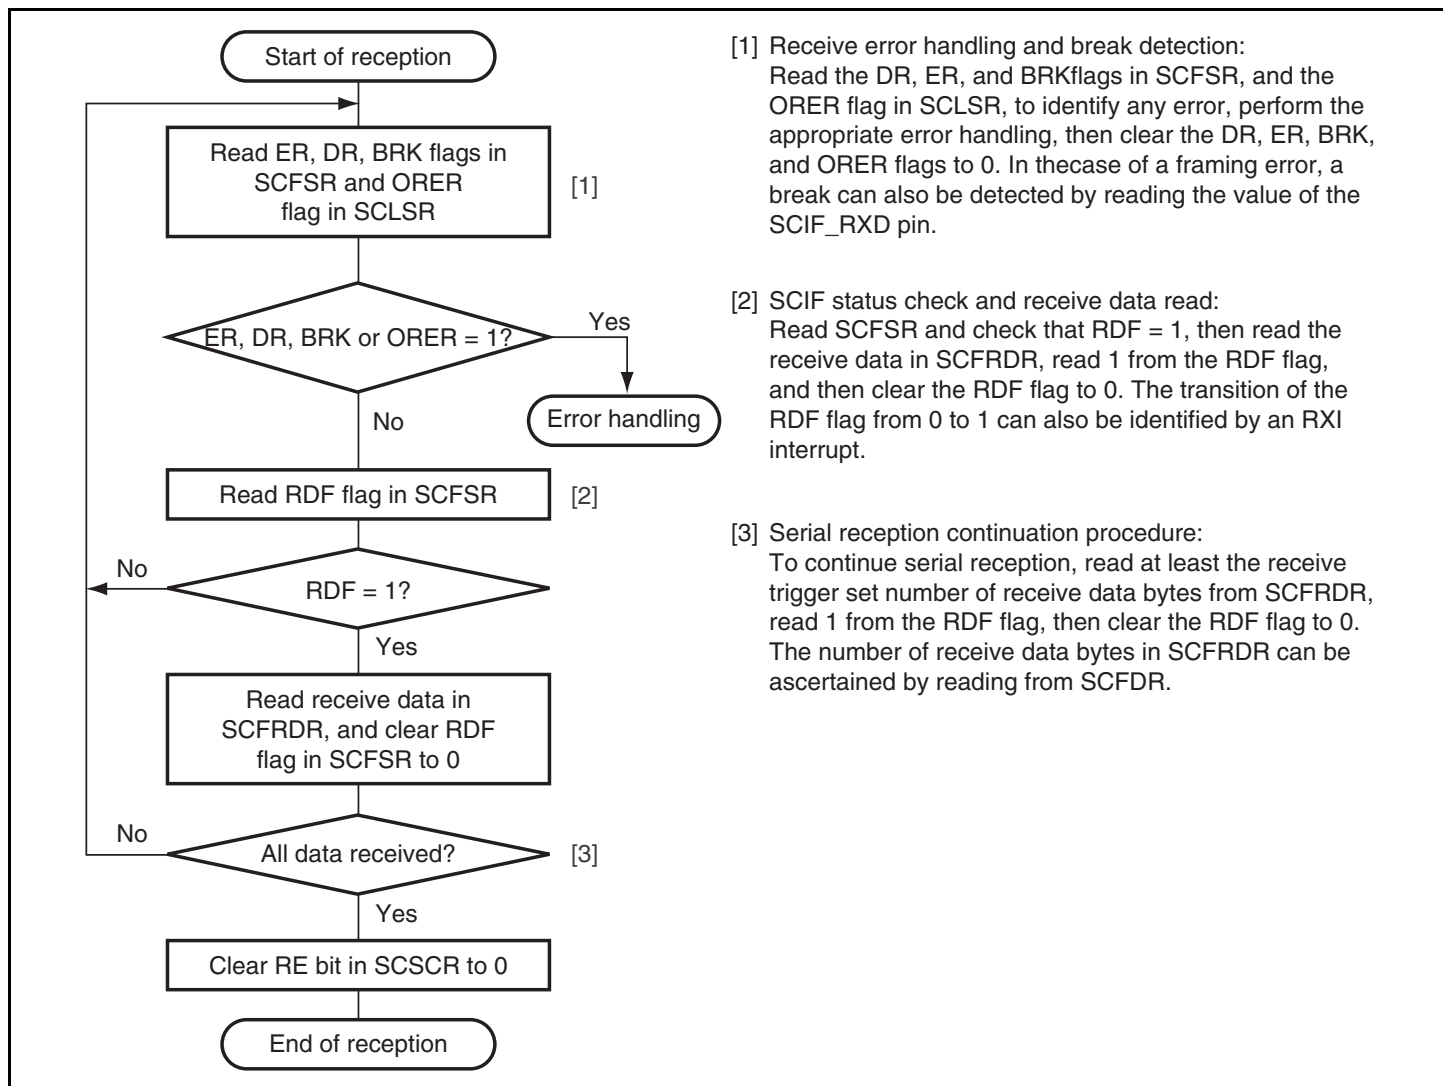 Start of reception
Read ER, DR, BRK flags in
SCFSR and ORER
flag in SCLSR
[1]
ER, DR, BRK or ORER = 1?
Yes
Error handling
No
Read RDF flag in SCFSR
[2]
No
RDF = 1?
Yes
Read receive data in
SCFRDR, and clear RDF
flag in SCFSR to 0
No
All data received?
[3]
Yes
Clear RE bit in SCSCR to 0
End of reception
[1] Receive error handling and break detection:
Read the DR, ER, and BRKflags in SCFSR, and the
ORER flag in SCLSR, to identify any error, perform the
appropriate error handling, then clear the DR, ER, BRK,
and ORER flags to 0. In thecase of a framing error, a
break can also be detected by reading the value of the
SCIF_RXD pin.
[2] SCIF status check and receive data read:
Read SCFSR and check that RDF = 1, then read the
receive data in SCFRDR, read 1 from the RDF flag,
and then clear the RDF flag to 0. The transition of the
RDF flag from 0 to 1 can also be identified by an RXI
interrupt.
[3] Serial reception continuation procedure:
To continue serial reception, read at least the receive
trigger set number of receive data bytes from SCFRDR,
read 1 from the RDF flag, then clear the RDF flag to 0.
The number of receive data bytes in SCFRDR can be
ascertained by reading from SCFDR.